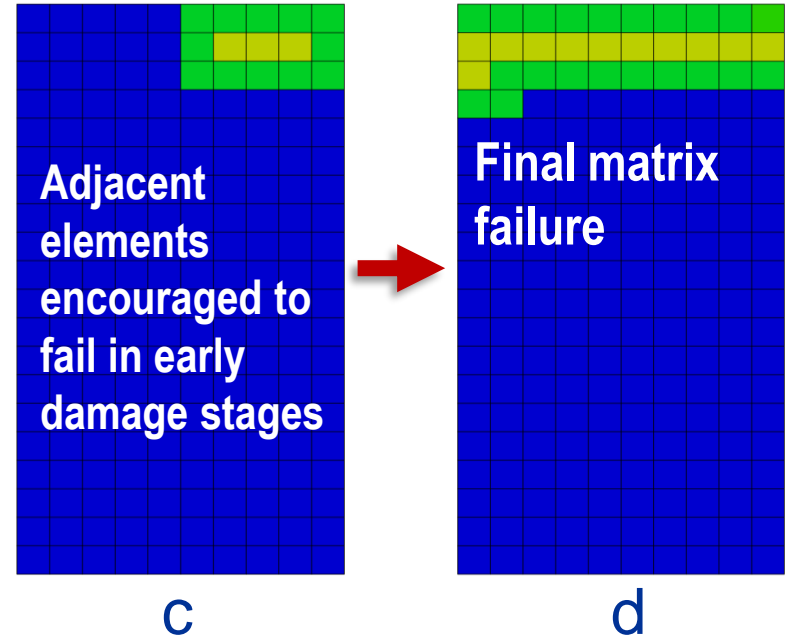 Adjacent
elements
encouraged to
fail in early
damage stages
Final matrix
failure
c
d